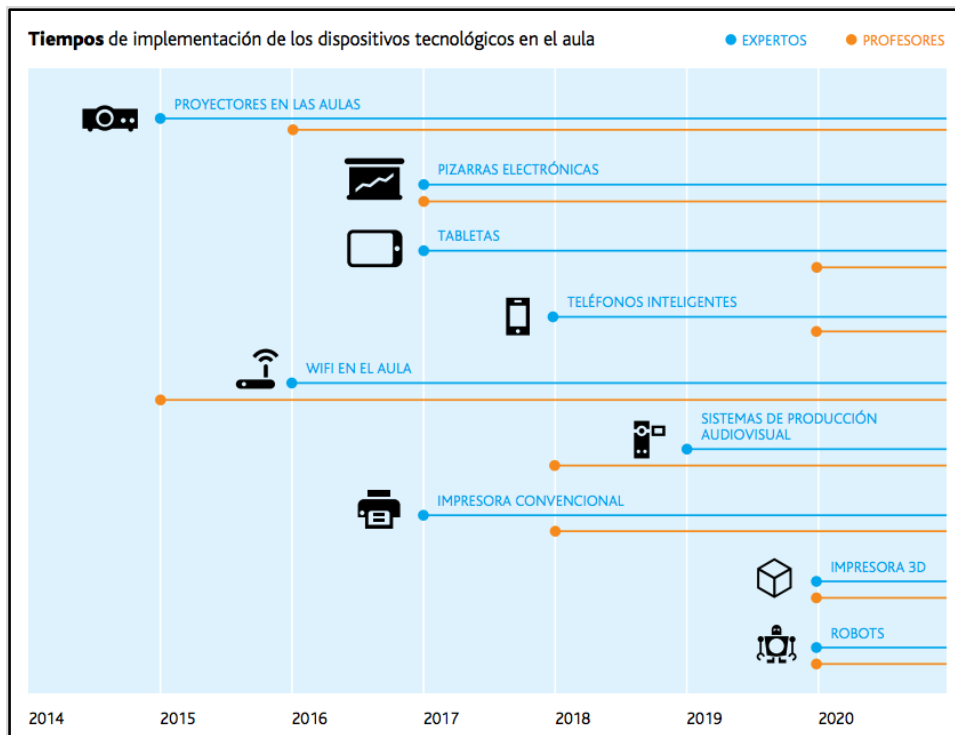 Tiempos de implementación de los dispositivos tecnológicos en el aula
EXPERTOS
PROFESORES
PROYECTORES EN LAS AULAS
PIZARRAS ELECTRÓNICAS
TABLETAS
TELÉFONOS INTELIGENTES
WIFI EN EL AULA
SISTEMAS DE PRODUCCIÓN
AUDIOVISUAL
IMPRESORA CONVENCIONAL
IMPRESORA 3D
ROBOTS
2014 2015 2016 2017 2018 2019 2020